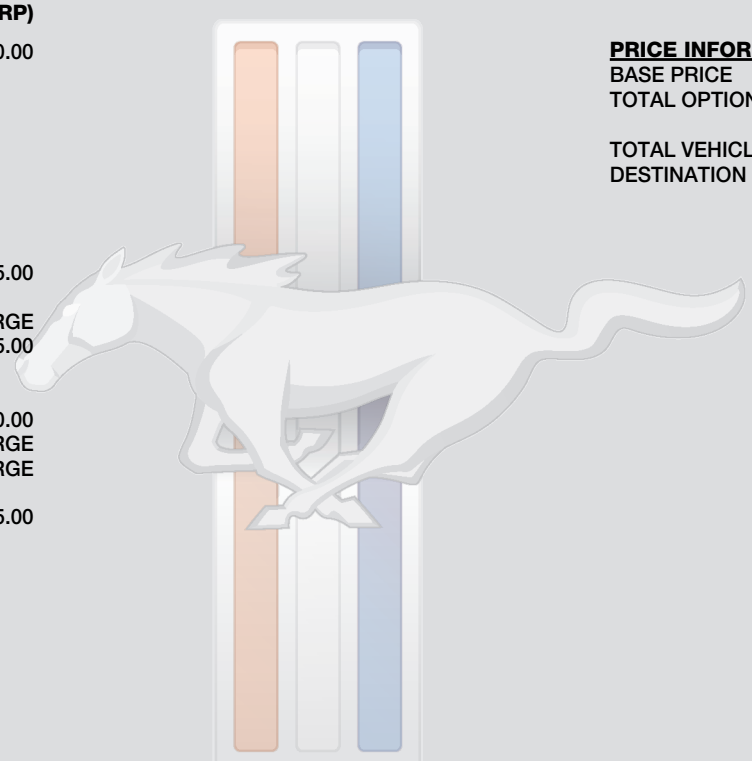 RP)
0.00
5.00
RGE
5.00
0.00
RGE
RGE
5.00
PRICE INFOR
BASE PRICE
TOTAL OPTION
TOTAL VEHICL
DESTINATION